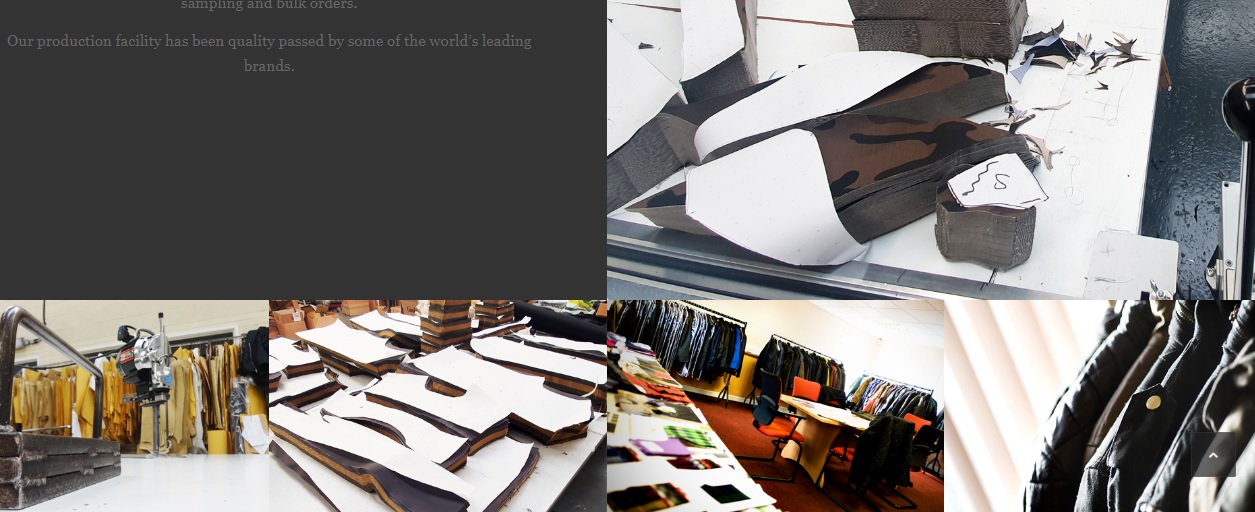 sampling and bulk orders.
Our production facility has been quality passed by some of the world's leading
brands.